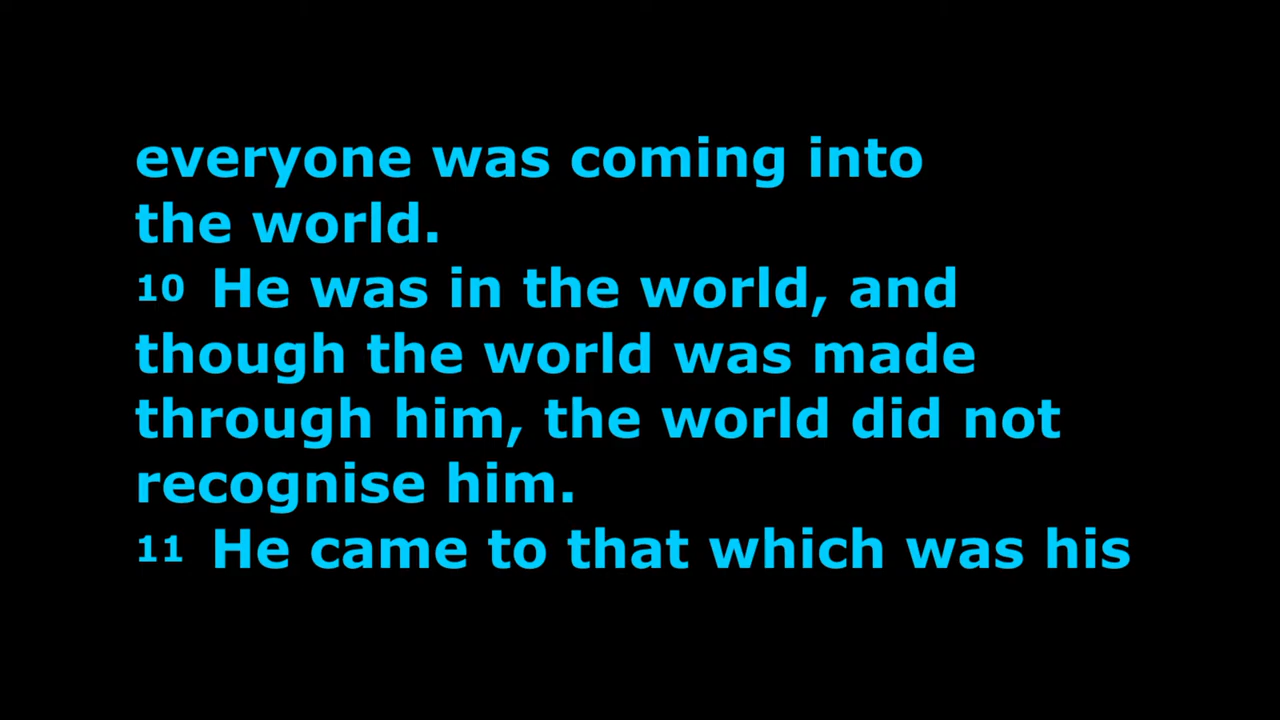 everyone was coming into
the world.
10 He was in the world, and
though the world was made
through him, the world did not
recognise him.
11 He came to that which was his